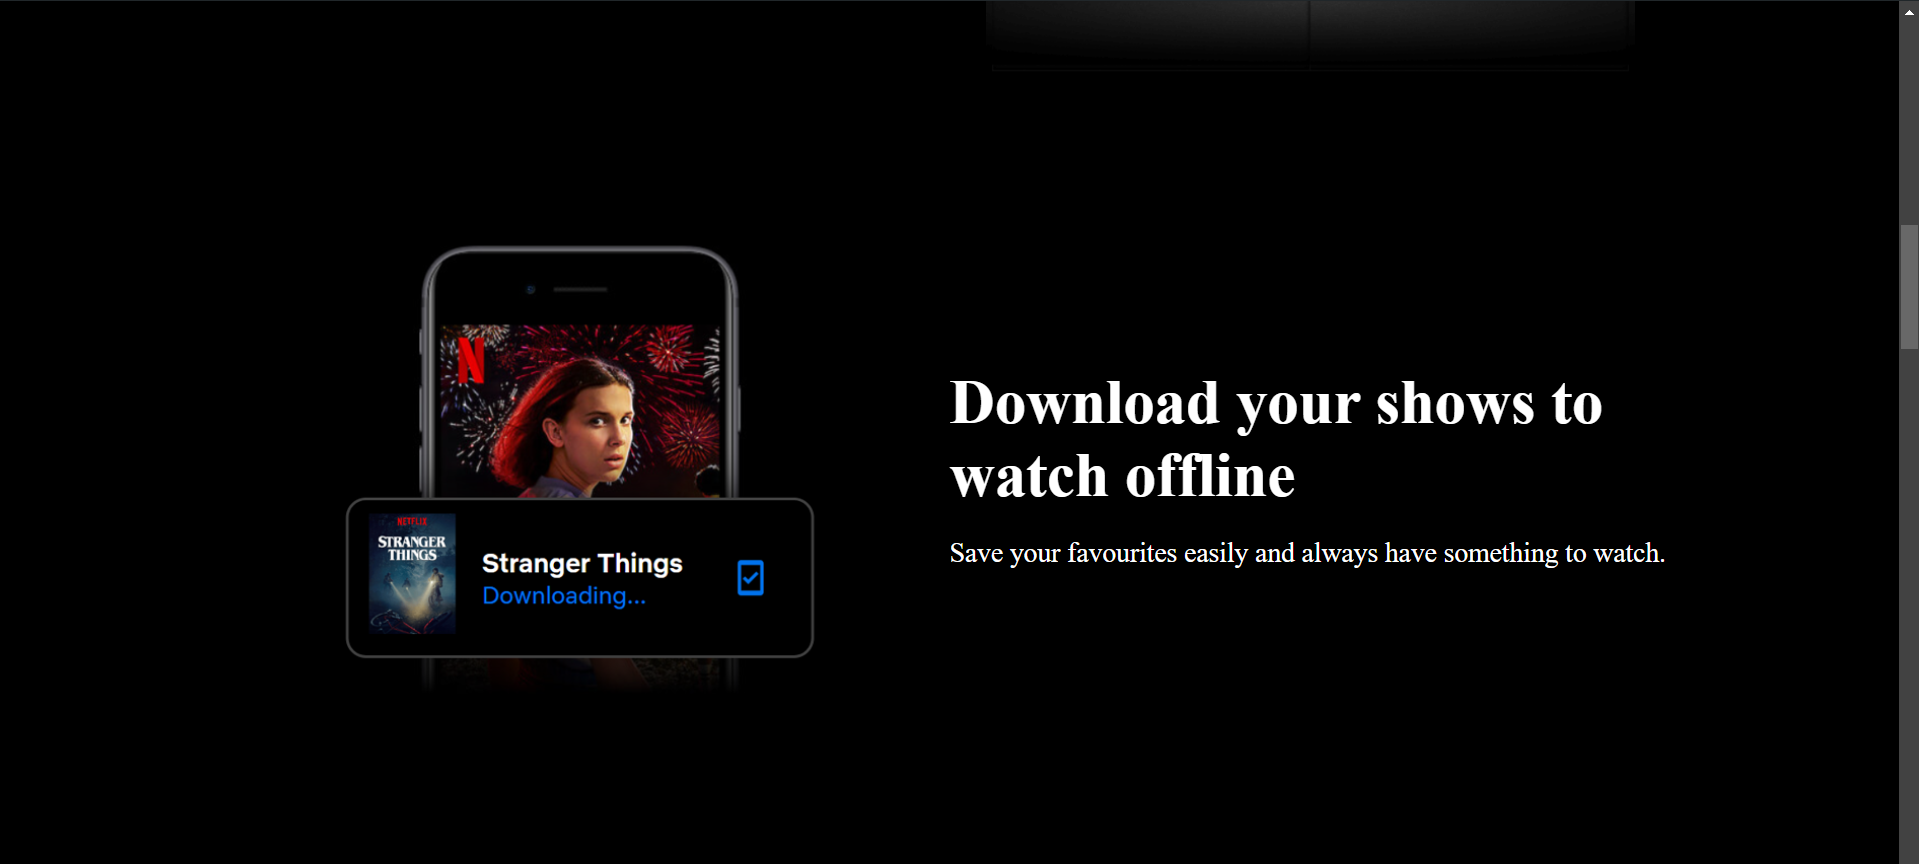 N
NETFLIX
STRANGER
THINGS
Stranger Things
Downloading...
Download your shows to
watch offline
Save your favourites easily and always have something to watch.